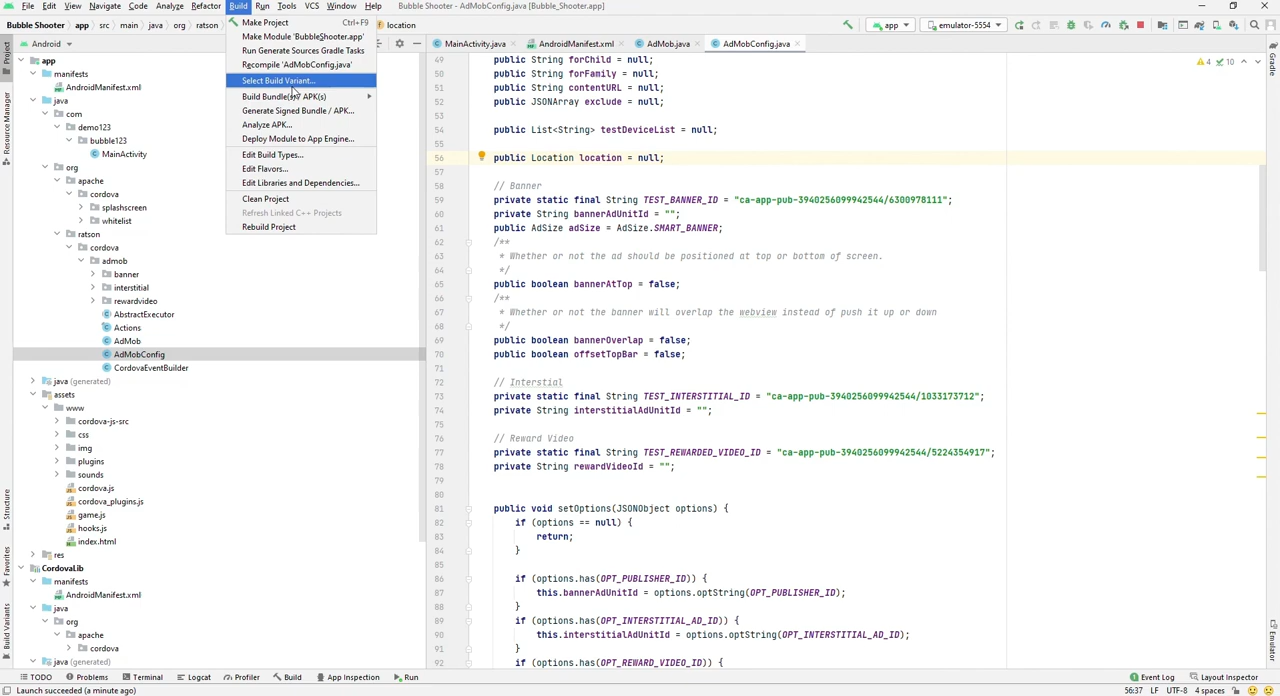 File Edit View Navigate Code Analyze Refactor Build Run Tools VCS Window Help Bubble Shooter - AdMobConfig.java [Bubble_Shooter.app]
Bubble Shooter app src main java org ratson location
app emulator-5554
Android
MainActivity.java AndroidManifest.xml AdMob.java AdMobConfig.java
Make Project Ctrl+F9
Make Module 'Bubble_Shooter.app'
Run Generate Sources Gradle Tasks
Recompile 'AdMobConfig.java'
Select Build Variant...
Build Bundle(s) / APK(s)
Generate Signed Bundle / APK...
Analyze APK...
Deploy Module to App Engine...
Edit Build Types...
Edit Flavors...
Edit Libraries and Dependencies...
Clean Project
Refresh Linked C++ Projects
Rebuild Project
Project
Resource Manager
Structure
Favorites
Build Variants
app
manifests
AndroidManifest.xml
java
com
demo123
bubble123
MainActivity
org
apache
cordova
splashscreen
whitelist
ratson
cordova
admob
banner
interstitial
rewardvideo
AbstractExecutor
Actions
AdMob
AdMobConfig
CordovaEventBuilder
java (generated)
assets
www
cordova-js-src
css
img
plugins
sounds
cordova.js
cordova_plugins.js
game.js
hooks.js
index.html
res
CordovaLib
manifests
AndroidManifest.xml
java
org
apache
cordova
java (generated)
4 10
49 public String forChild = null;
50 public String forFamily = null;
51 public String contentURL = null;
52 public JSONArray exclude = null;
53
54 public List<String> testDeviceList = null;
55
56 public Location location = null;
57
58 // Banner
59 private static final String TEST_BANNER_ID = "ca-app-pub-3940256099942544/6300978111";
60 private String bannerAdUnitId = "";
61 public AdSize adSize = AdSize.SMART_BANNER;
62 /**
63 * Whether or not the ad should be positioned at top or bottom of screen.
64 */
65 public boolean bannerAtTop = false;
66 /**
67 * Whether or not the banner will overlap the webview instead of push it up or down
68 */
69 public boolean bannerOverlap = false;
70 public boolean offsetTopBar = false;
71
72 // Interstial
73 private static final String TEST_INTERSTITIAL_ID = "ca-app-pub-3940256099942544/1033173712";
74 private String interstitialAdUnitId = "";
75
76 // Reward Video
77 private static final String TEST_REWARDED_VIDEO_ID = "ca-app-pub-3940256099942544/5224354917";
78 private String rewardVideoId = "";
79
80
81 public void setOptions(JSONObject options) {
82 if (options == null) {
83 return;
84 }
85
86 if (options.has(OPT_PUBLISHER_ID)) {
87 this.bannerAdUnitId = options.optString(OPT_PUBLISHER_ID);
88 }
89 if (options.has(OPT_INTERSTITIAL_AD_ID)) {
90 this.interstitialAdUnitId = options.optString(OPT_INTERSTITIAL_AD_ID);
91 }
92 if (options.has(OPT_REWARD_VIDEO_ID)) {
Gradle
Emulator
TODO Problems Terminal Logcat Profiler Build App Inspection Run Event Log Layout Inspector
Launch succeeded (a minute ago) 56:37 LF UTF-8 4 spaces